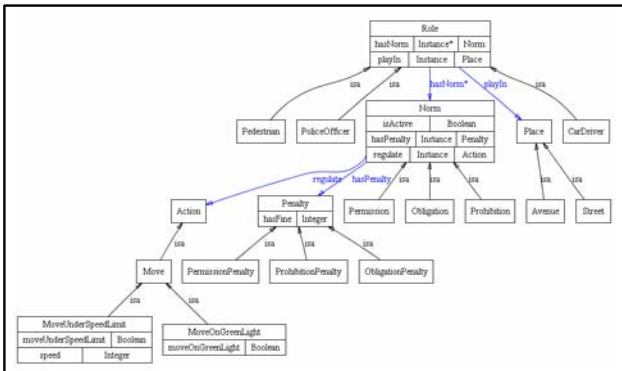 Role
hasNorm Instance* Norm
playIn Instance Place
isa isa hasNorm* playIn isa
Pedestrian PoliceOfficer
Norm
isActive Boolean
hasPenalty Instance Penalty
regulate Instance Action
Place CarDriver
regulate hasPenalty isa isa isa isa isa
Action
Penalty
hasFine Integer
Permission Obligation Prohibition Avenue Street
isa isa isa isa
Move PermissionPenalty ProhibitionPenalty ObligationPenalty
isa isa
MoveUnderSpeedLimit
moveUnderSpeedLimit Boolean
speed Integer
MoveOnGreenLight
moveOnGreenLight Boolean